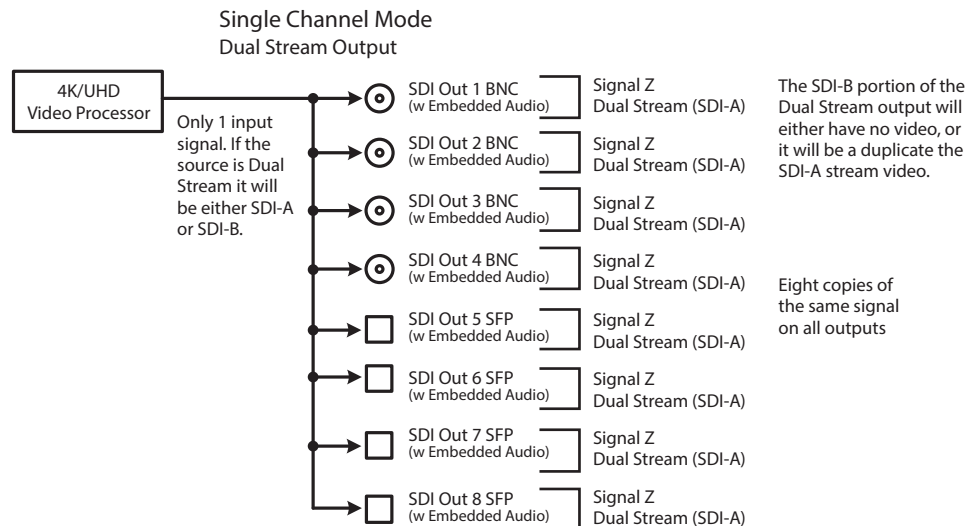 Single Channel Mode
Dual Stream Output
4K/UHD
Video Processor
Only 1 input
signal. If the
source is Dual
Stream it will
be either SDI-A
or SDI-B.
SDI Out 1 BNC
(w Embedded Audio)
Signal Z
Dual Stream (SDI-A)
SDI Out 2 BNC
(w Embedded Audio)
Signal Z
Dual Stream (SDI-A)
SDI Out 3 BNC
(w Embedded Audio)
Signal Z
Dual Stream (SDI-A)
SDI Out 4 BNC
(w Embedded Audio)
Signal Z
Dual Stream (SDI-A)
SDI Out 5 SFP
(w Embedded Audio)
Signal Z
Dual Stream (SDI-A)
SDI Out 6 SFP
(w Embedded Audio)
Signal Z
Dual Stream (SDI-A)
SDI Out 7 SFP
(w Embedded Audio)
Signal Z
Dual Stream (SDI-A)
SDI Out 8 SFP
(w Embedded Audio)
Signal Z
Dual Stream (SDI-A)
The SDI-B portion of the
Dual Stream output will
either have no video, or
it will be a duplicate the
SDI-A stream video.
Eight copies of
the same signal
on all outputs